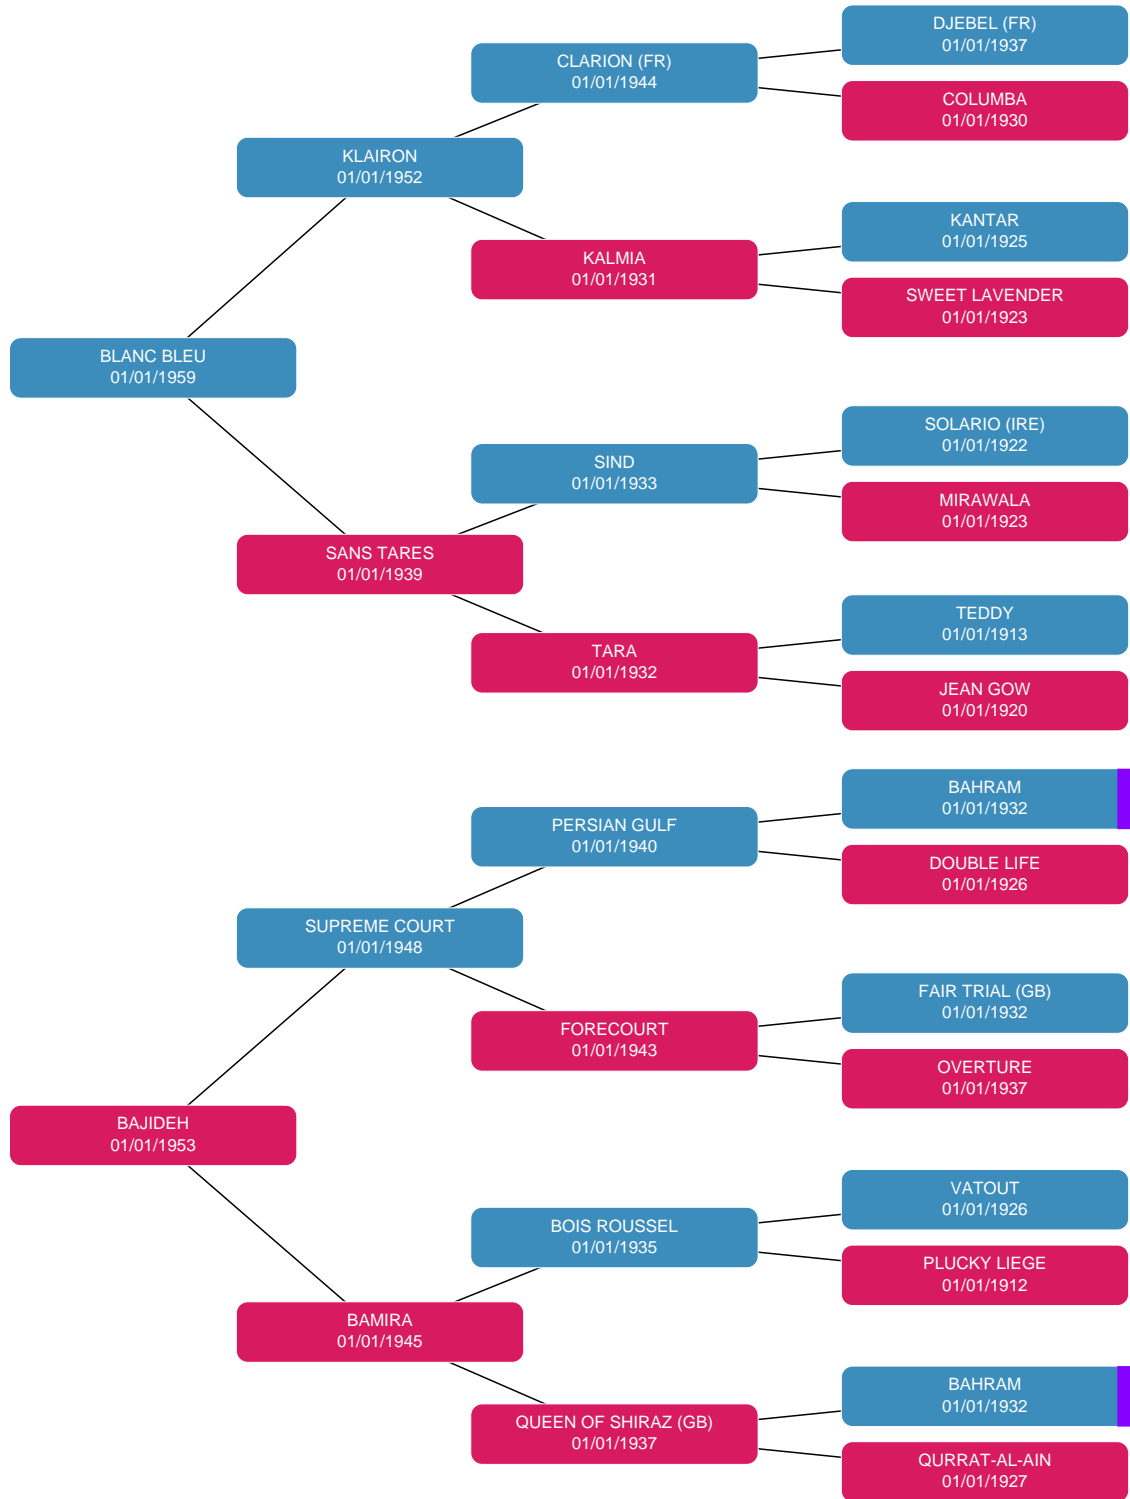 DJEBEL (FR)
01/01/1937
CLARION (FR)
01/01/1944
COLUMBA
01/01/1930
KLAIRON
01/01/1952
KANTAR
01/01/1925
KALMIA
01/01/1931
SWEET LAVENDER
01/01/1923
BLANC BLEU
01/01/1959
SOLARIO (IRE)
01/01/1922
SIND
01/01/1933
MIRAWALA
01/01/1923
SANS TARES
01/01/1939
TEDDY
01/01/1913
TARA
01/01/1932
JEAN GOW
01/01/1920
BAHRAM
01/01/1932
PERSIAN GULF
01/01/1940
DOUBLE LIFE
01/01/1926
SUPREME COURT
01/01/1948
FAIR TRIAL (GB)
01/01/1932
FORECOURT
01/01/1943
OVERTURE
01/01/1937
BAJIDEH
01/01/1953
VATOUT
01/01/1926
BOIS ROUSSEL
01/01/1935
PLUCKY LIEGE
01/01/1912
BAMIRA
01/01/1945
BAHRAM
01/01/1932
QUEEN OF SHIRAZ (GB)
01/01/1937
QURRAT-AL-AIN
01/01/1927